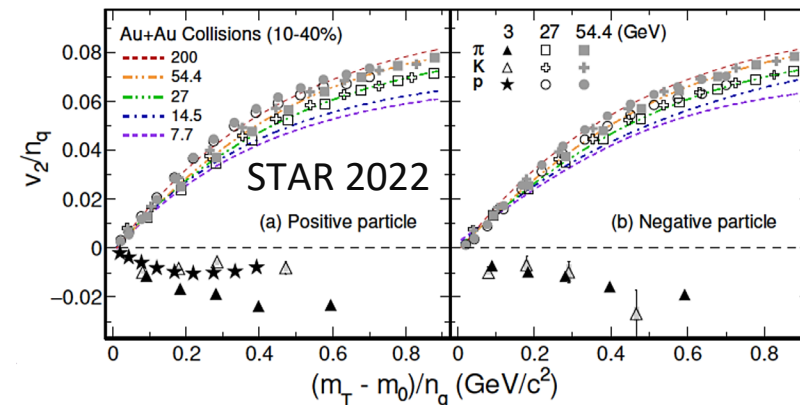 Au+Au Collisions (10-40%)
200
54.4
27
14.5
7.7
3 27 54.4 (GeV)
π
K
p
STAR 2022
(a) Positive particle
(b) Negative particle
v₂/n_q
0.08
0.06
0.04
0.02
0
−0.02
0 0.2 0.4 0.6 0.8 0 0.2 0.4 0.6 0.8
(m_T - m₀)/n_q (GeV/c²)